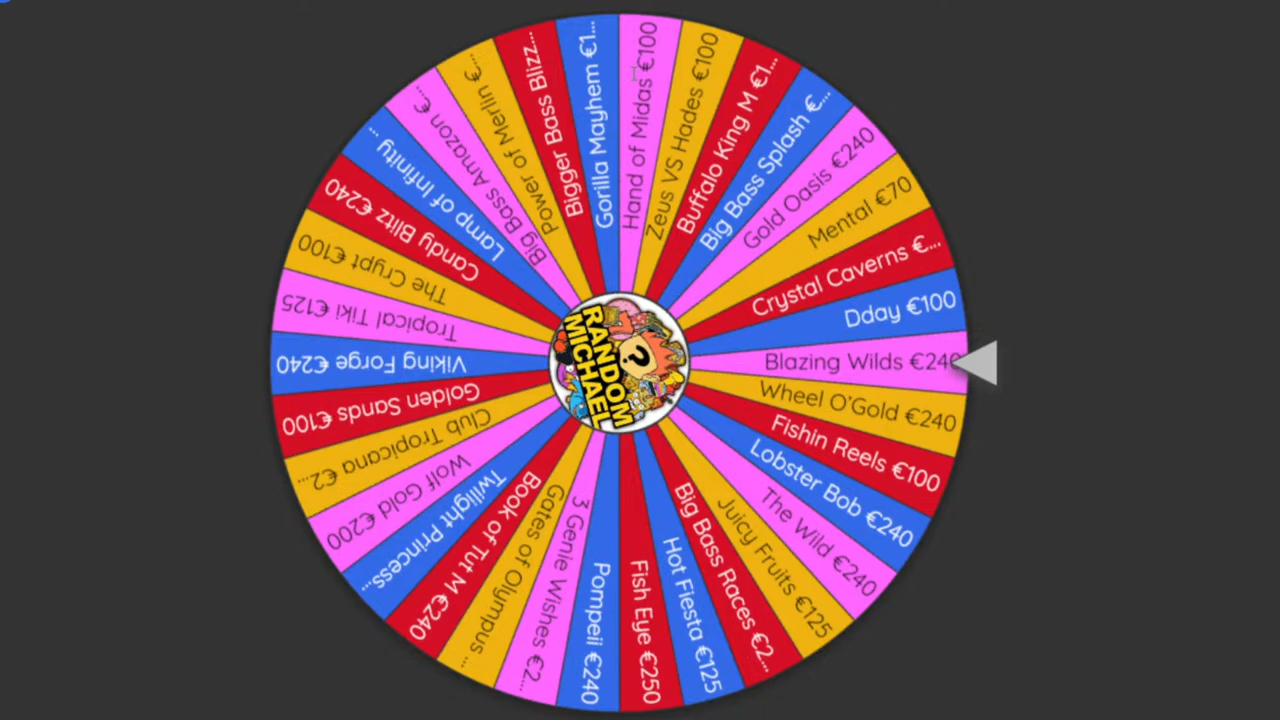 Hand of Midas €100
Zeus VS Hades €100
Buffalo King M €1...
Big Bass Splash €...
Gold Oasis €240
Mental €70
Crystal Caverns €...
Dday €100
Blazing Wilds €240
Wheel O'Gold €240
Fishin Reels €100
Lobster Bob €240
The Wild €240
Juicy Fruits €125
Big Bass Races €2...
Hot Fiesta €125
Fish Eye €250
Pompeii €240
3 Genie Wishes €2...
Gates of Olympus ...
Book of Tut M €240
Twilight Princess...
Wolf Gold €200
Club Tropicana €2...
Golden Sands €100
Viking Forge €240
Tropical Tiki €125
The Crypt €100
Candy Blitz €240
Lamp of Infinity ...
Big Bass Amazon €...
Power of Merlin €...
Bigger Bass Blizz...
Gorilla Mayhem €1...
RANDOM
MICHAEL
?